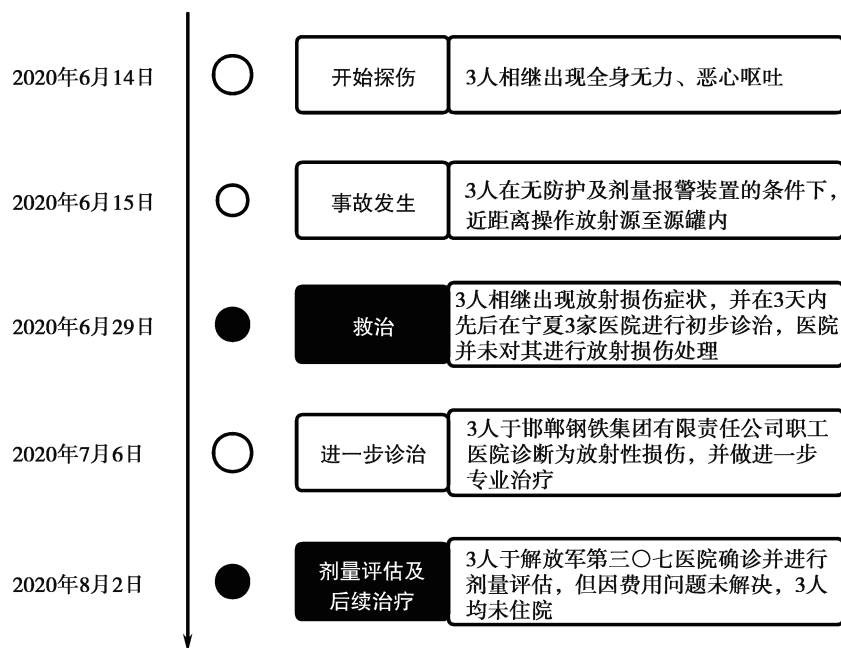 2020年6月14日
开始探伤
3人相继出现全身无力、恶心呕吐
2020年6月15日
事故发生
3人在无防护及剂量报警装置的条件下，
近距离操作放射源至源罐内
2020年6月29日
救治
3人相继出现放射损伤症状，并在3天内
先后在宁夏3家医院进行初步诊治，医院
并未对其进行放射损伤处理
2020年7月6日
进一步诊治
3人于邯郸钢铁集团有限责任公司职工
医院诊断为放射性损伤，并做进一步
专业治疗
2020年8月2日
剂量评估及
后续治疗
3人于解放军第三〇七医院确诊并进行
剂量评估，但因费用问题未解决，3人
均未住院